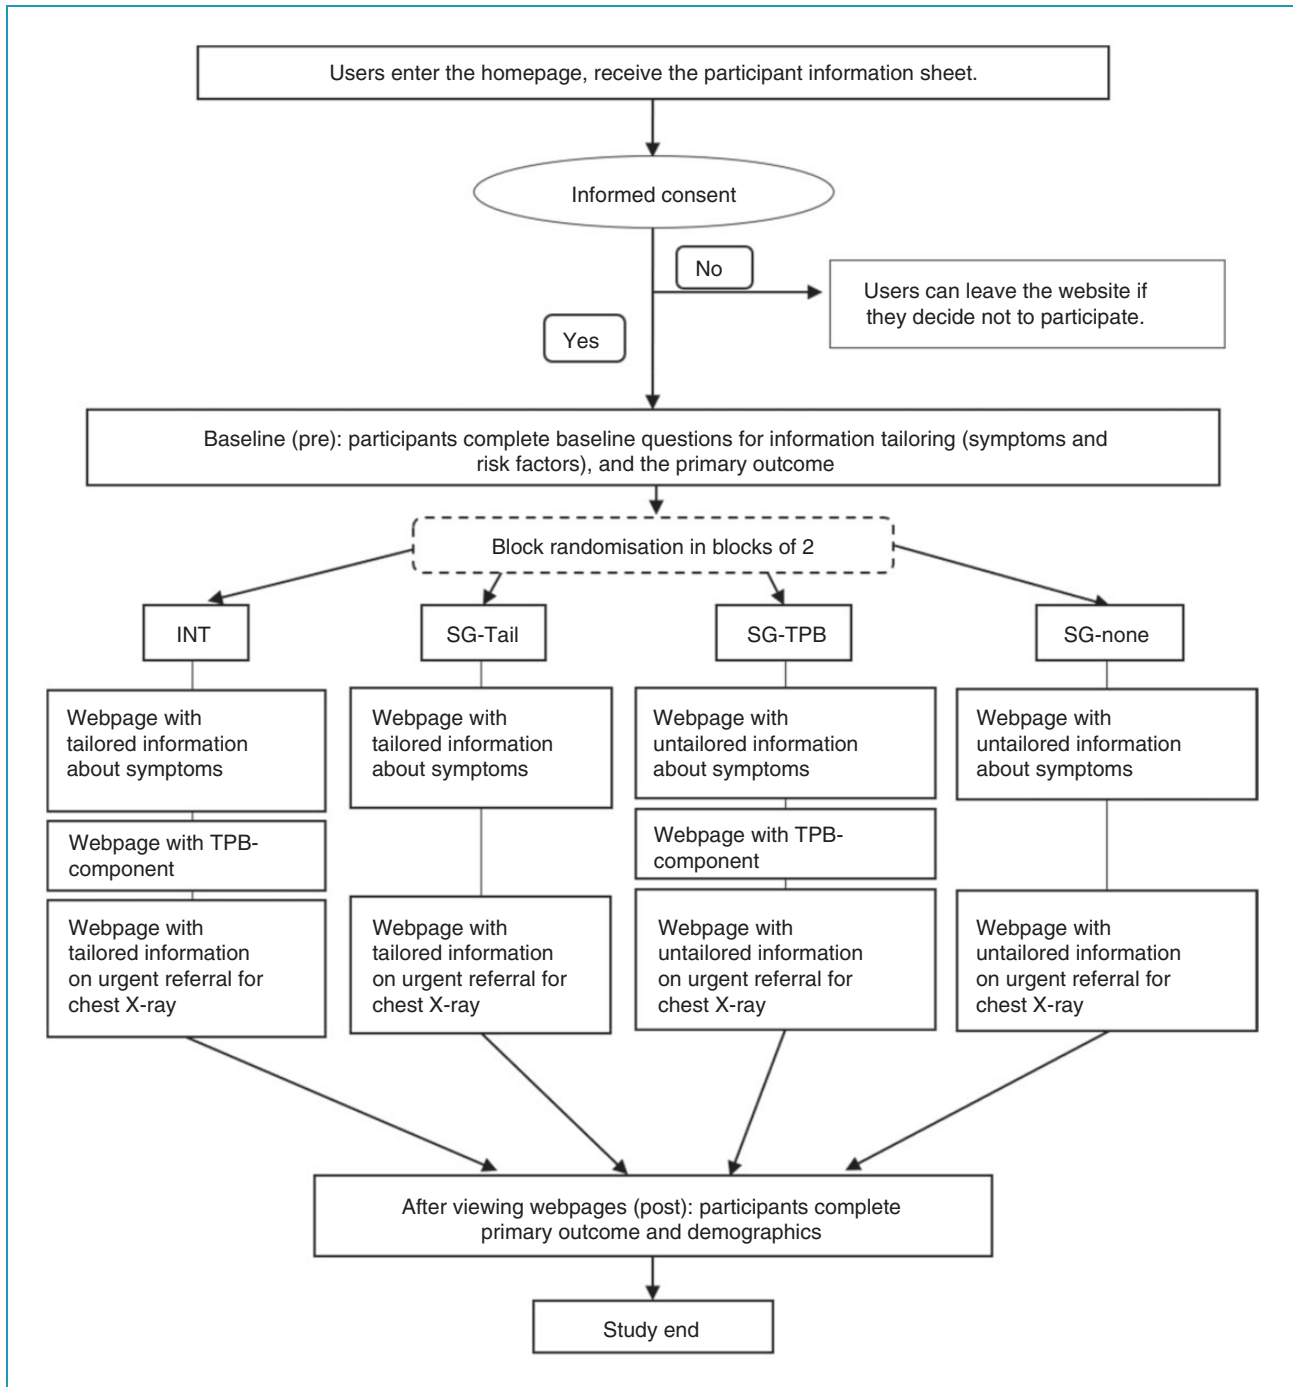 Users enter the homepage, receive the participant information sheet.
Informed consent
No
Users can leave the website if
they decide not to participate.
Yes
Baseline (pre): participants complete baseline questions for information tailoring (symptoms and
risk factors), and the primary outcome
Block randomisation in blocks of 2
INT
SG-Tail
SG-TPB
SG-none
Webpage with
tailored information
about symptoms
Webpage with
tailored information
about symptoms
Webpage with
untailored information
about symptoms
Webpage with
untailored information
about symptoms
Webpage with TPB-
component
Webpage with TPB-
component
Webpage with
tailored information
on urgent referral for
chest X-ray
Webpage with
tailored information
on urgent referral for
chest X-ray
Webpage with
untailored information
on urgent referral for
chest X-ray
Webpage with
untailored information
on urgent referral for
chest X-ray
After viewing webpages (post): participants complete
primary outcome and demographics
Study end